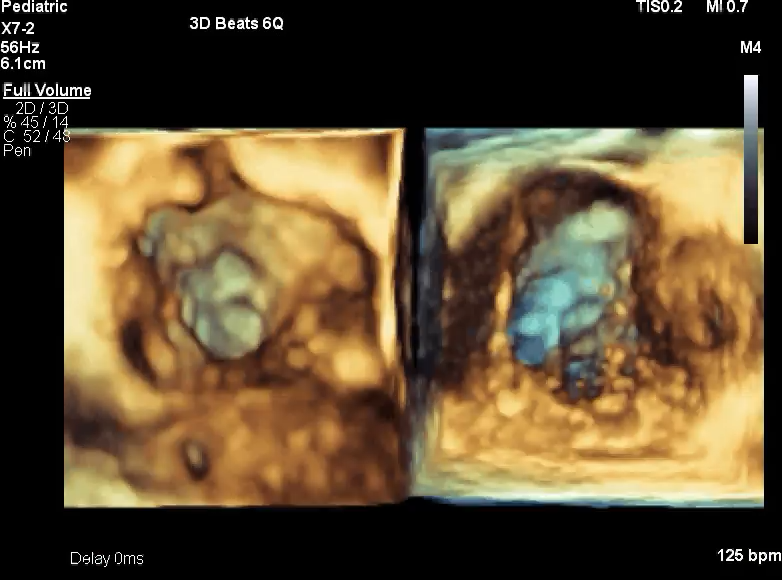 Pediatric
X7-2
56Hz
6.1cm
3D Beats 6Q
TIS0.2 MI 0.7
M4
Full Volume
2D / 3D
% 45 / 14
C 52 / 48
Pen
Delay 0ms
125 bpm